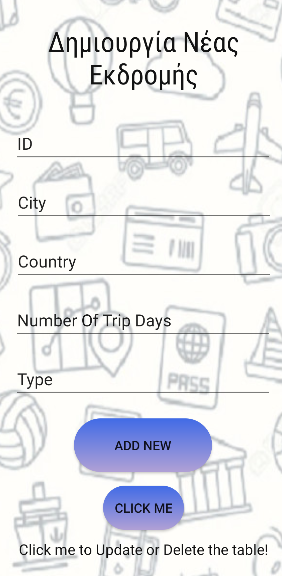 Δημιουργία Νέας
Εκδρομής
ID
City
Country
Number Of Trip Days
PASS
Type
ADD NEW
CLICK ME
Click me to Update or Delete the table!